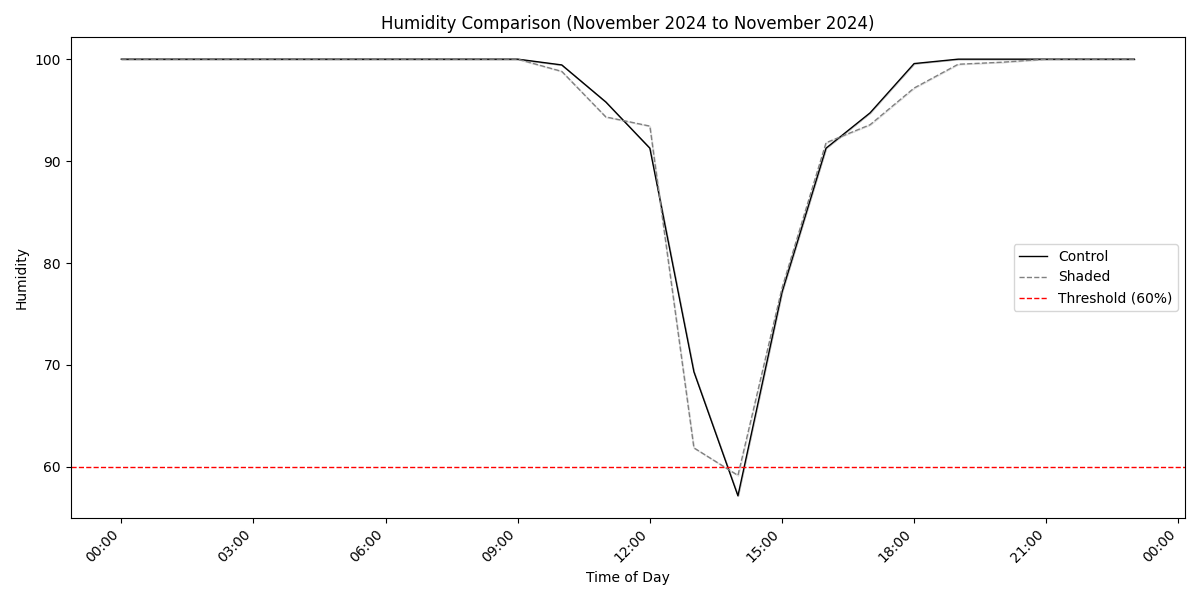 Humidity Comparison (November 2024 to November 2024)
100
90
80
70
60
Humidity
Control
Shaded
Threshold (60%)
00:00
03:00
06:00
09:00
12:00
15:00
18:00
21:00
00:00
Time of Day